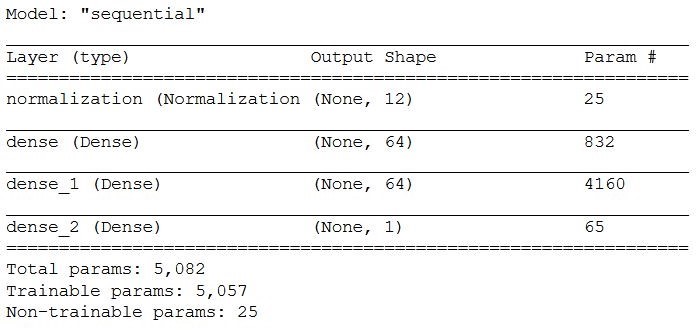 Model: "sequential"
Layer (type) Output Shape Param #
normalization (Normalization (None, 12) 25
dense (Dense) (None, 64) 832
dense_1 (Dense) (None, 64) 4160
dense_2 (Dense) (None, 1) 65
Total params: 5,082
Trainable params: 5,057
Non-trainable params: 25